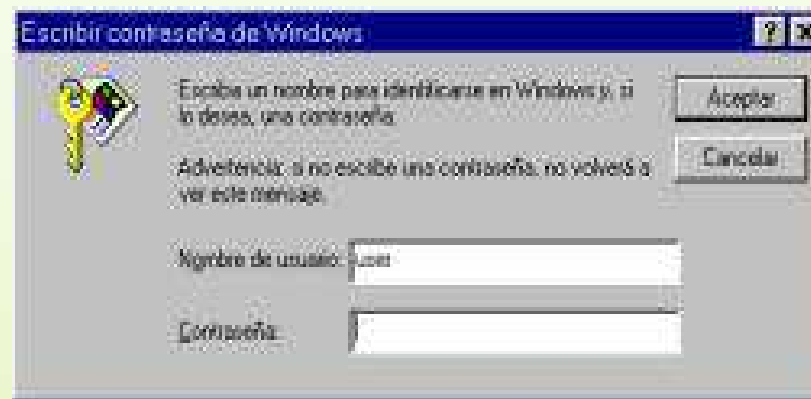 Escribir contraseña de Windows
Escriba un nombre para identificarse en Windows y, si
lo desea, una contraseña.
Advertencia: si no escribe una contraseña, no volverá a
ver este mensaje.
Aceptar
Cancelar
Nombre de usuario: user
Contraseña: